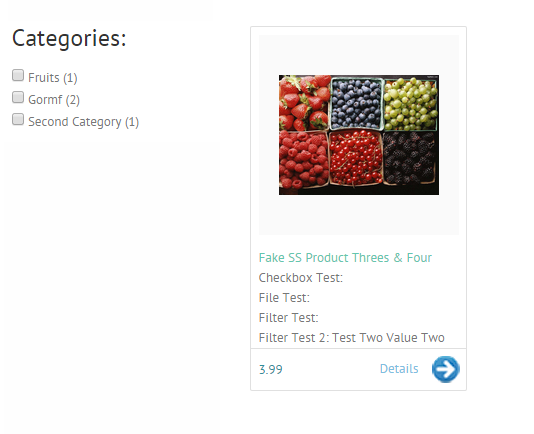 Categories:
Fruits (1)
Gormf (2)
Second Category (1)
Fake SS Product Threes & Four
Checkbox Test:
File Test:
Filter Test:
Filter Test 2: Test Two Value Two
3.99 Details